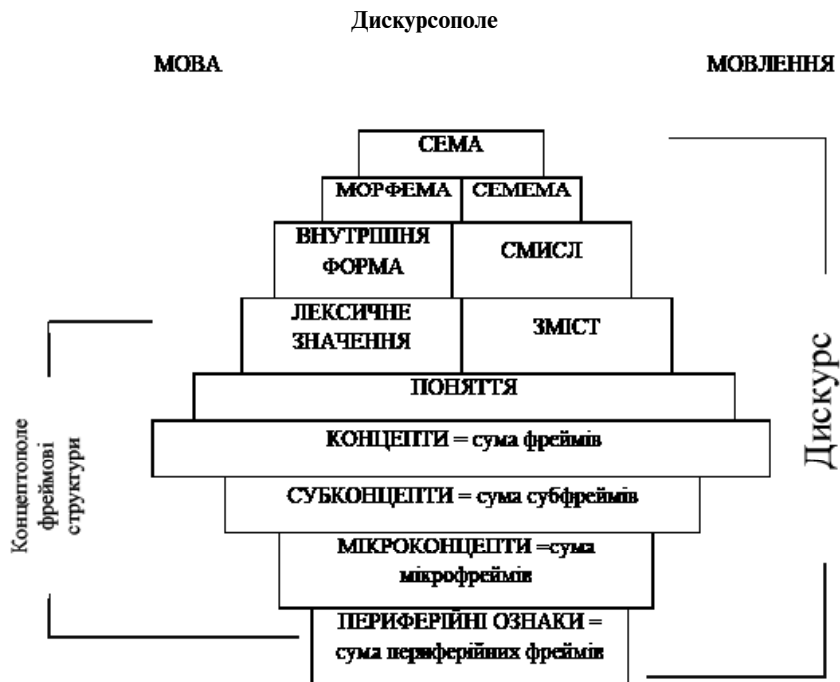 Дискурсополе
МОВА МОВЛЕННЯ
СЕМА
МОРФЕМА СЕМЕМА
ВНУТРІШНЯ
ФОРМА
СМИСЛ
ЛЕКСИЧНЕ
ЗНАЧЕННЯ
ЗМІСТ
ПОНЯТТЯ
КОНЦЕПТИ = сума фреймів
СУБКОНЦЕПТИ = сума субфреймів
МІКРОКОНЦЕПТИ =сума
мікрофреймів
ПЕРИФЕРІЙНІ ОЗНАКИ =
сума периферійних фреймів
Концептополе
фреймові
структури
Дискурс